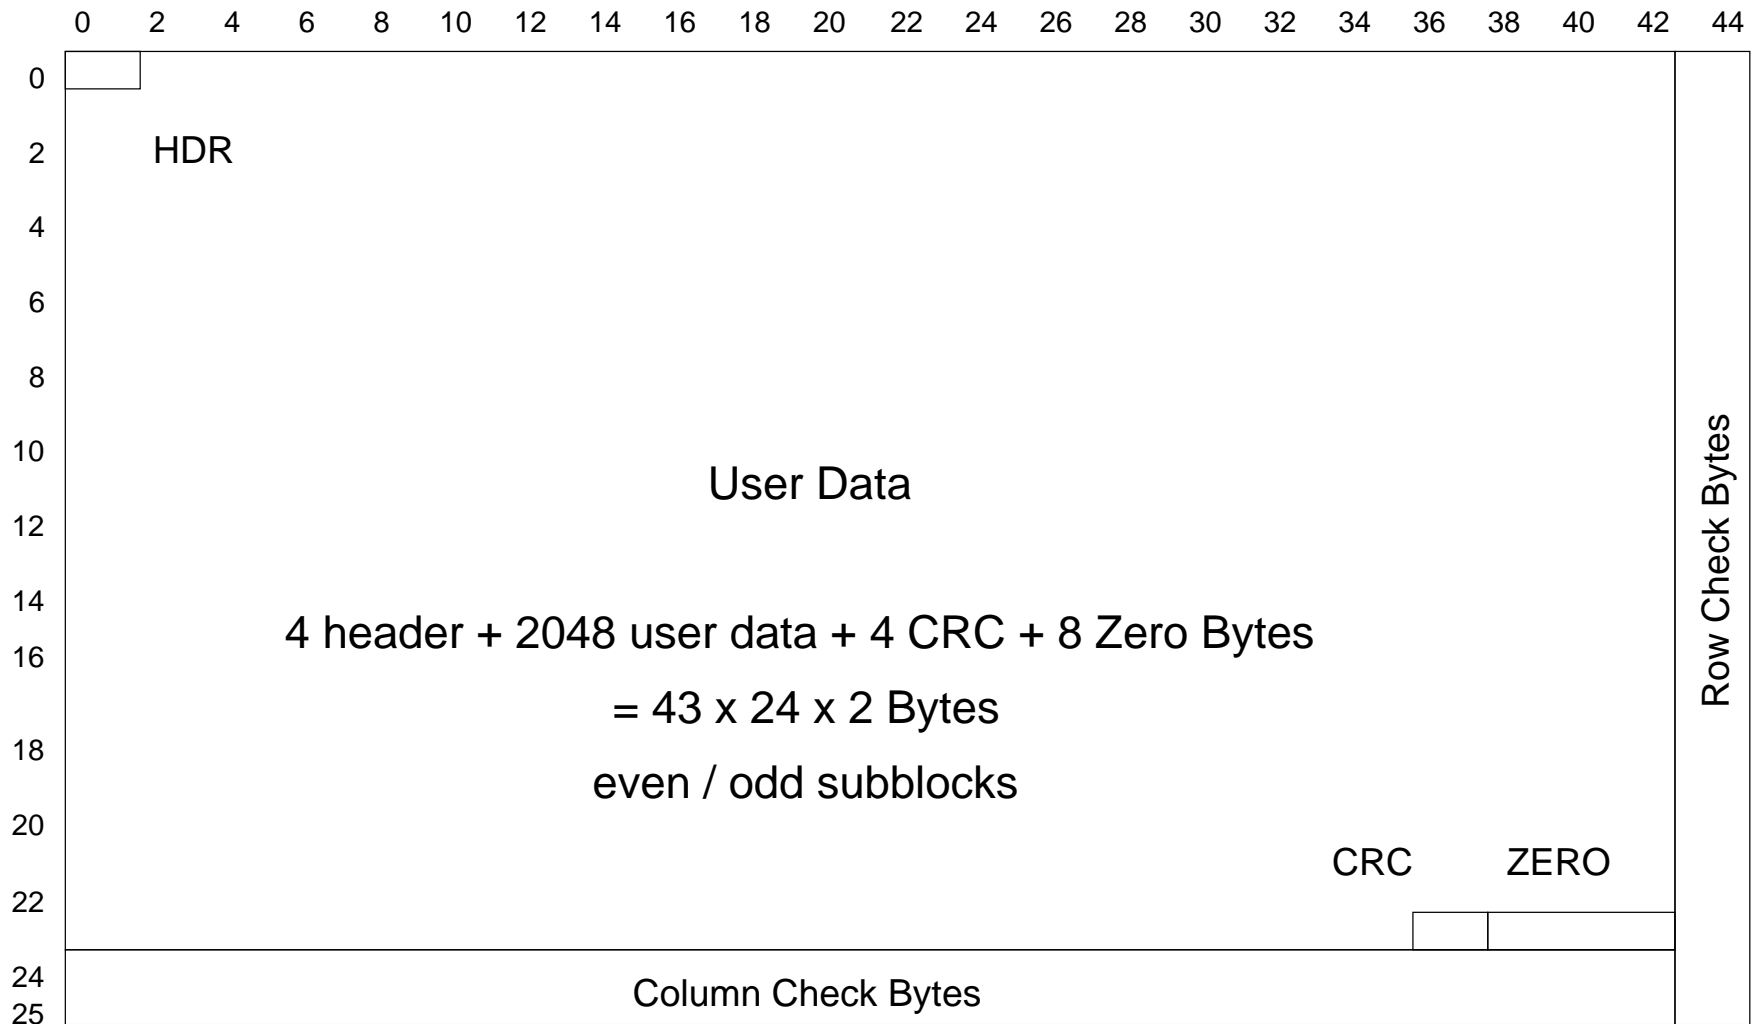 0 2 4 6 8 10 12 14 16 18 20 22 24 26 28 30 32 34 36 38 40 42 44
0
2
HDR
4
6
8
10
User Data
12
14
4 header + 2048 user data + 4 CRC + 8 Zero Bytes
16
= 43 x 24 x 2 Bytes
18
even / odd subblocks
20
CRC ZERO
22
24
Column Check Bytes
25
Row Check Bytes